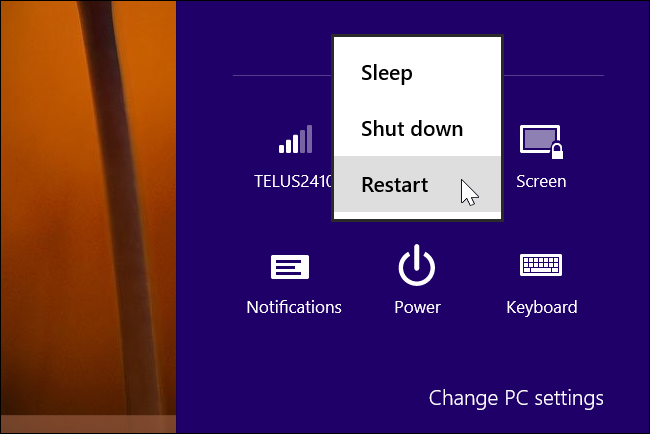 Sleep
Shut down
Restart
TELUS2410
Screen
Notifications
Power
Keyboard
Change PC settings